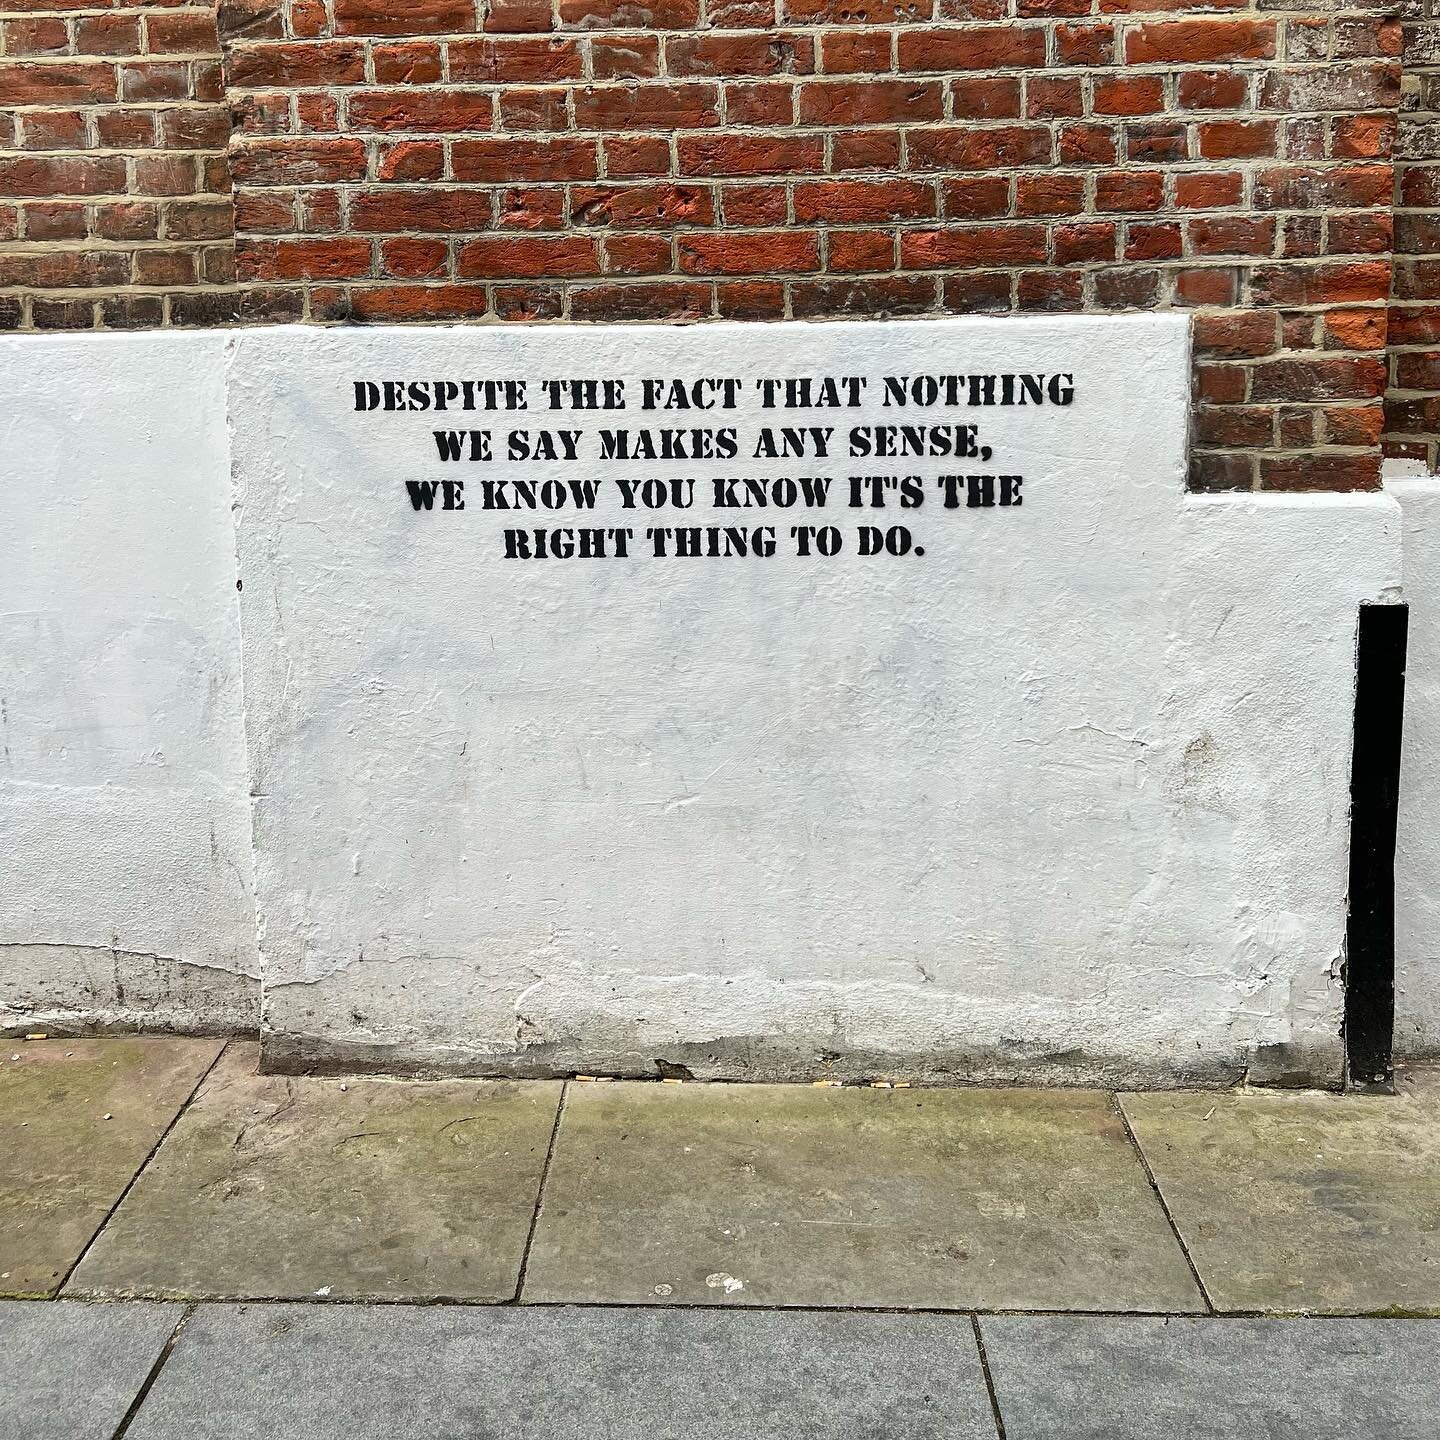 DESPITE THE FACT THAT NOTHING
WE SAY MAKES ANY SENSE,
WE KNOW YOU KNOW IT'S THE
RIGHT THING TO DO.